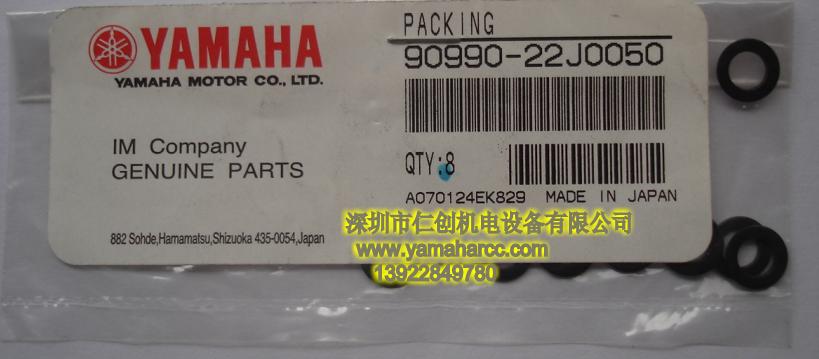 YAMAHA
YAMAHA MOTOR CO., LTD.
IM Company
GENUINE PARTS
882 Sohde,Hamamatsu,Shizuoka 435-0054,Japan
PACKING
90990-22J0050
QTY:8
A070124EK829 MADE IN JAPAN
深圳市仁创机电设备有限公司
www.yamaharcc.com
13922849780